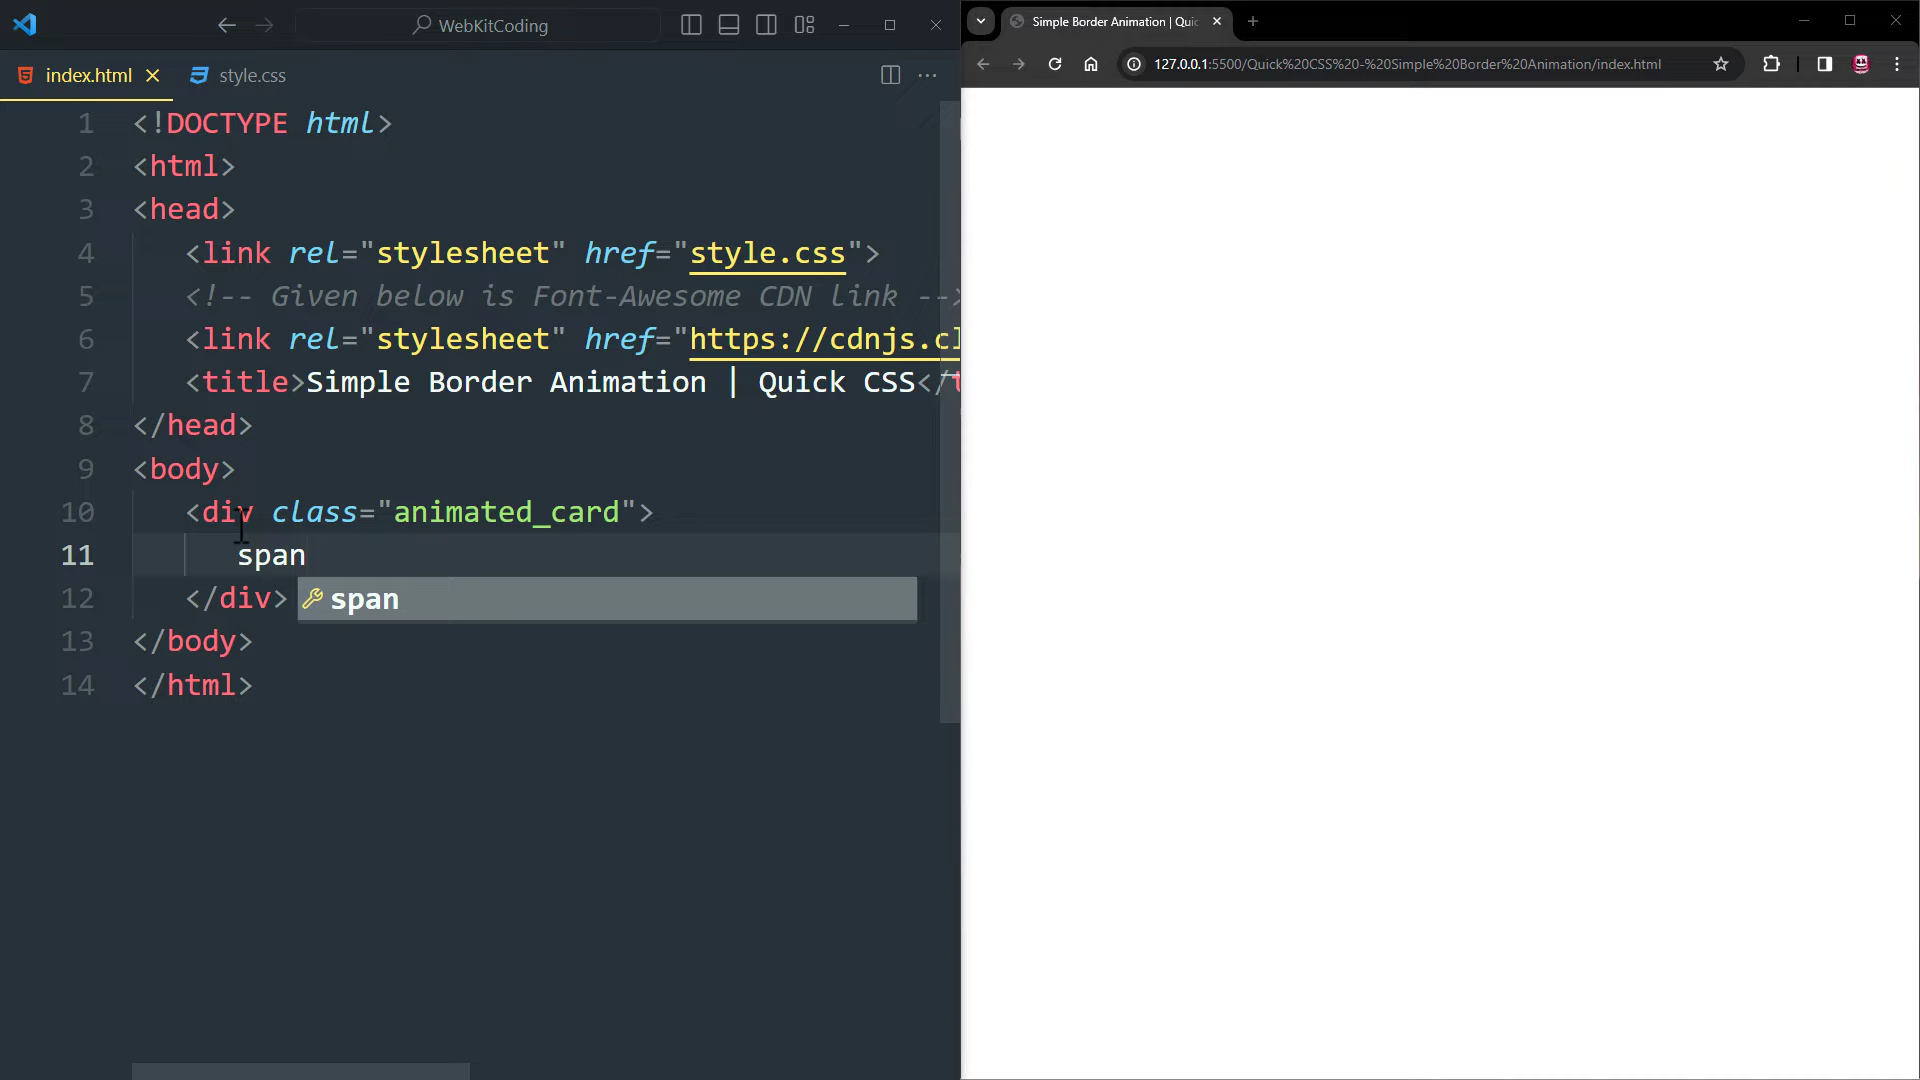 WebKitCoding
Simple Border Animation | Quic
index.html
style.css
127.0.0.1:5500/Quick%20CSS%20-%20Simple%20Border%20Animation/index.html
1 <!DOCTYPE html>
2 <html>
3 <head>
4 <link rel="stylesheet" href="style.css">
5 <!-- Given below is Font-Awesome CDN link -->
6 <link rel="stylesheet" href="https://cdnjs.cl
7 <title>Simple Border Animation | Quick CSS</t
8 </head>
9 <body>
10 <div class="animated_card">
11 span
12 </div>
span
13 </body>
14 </html>